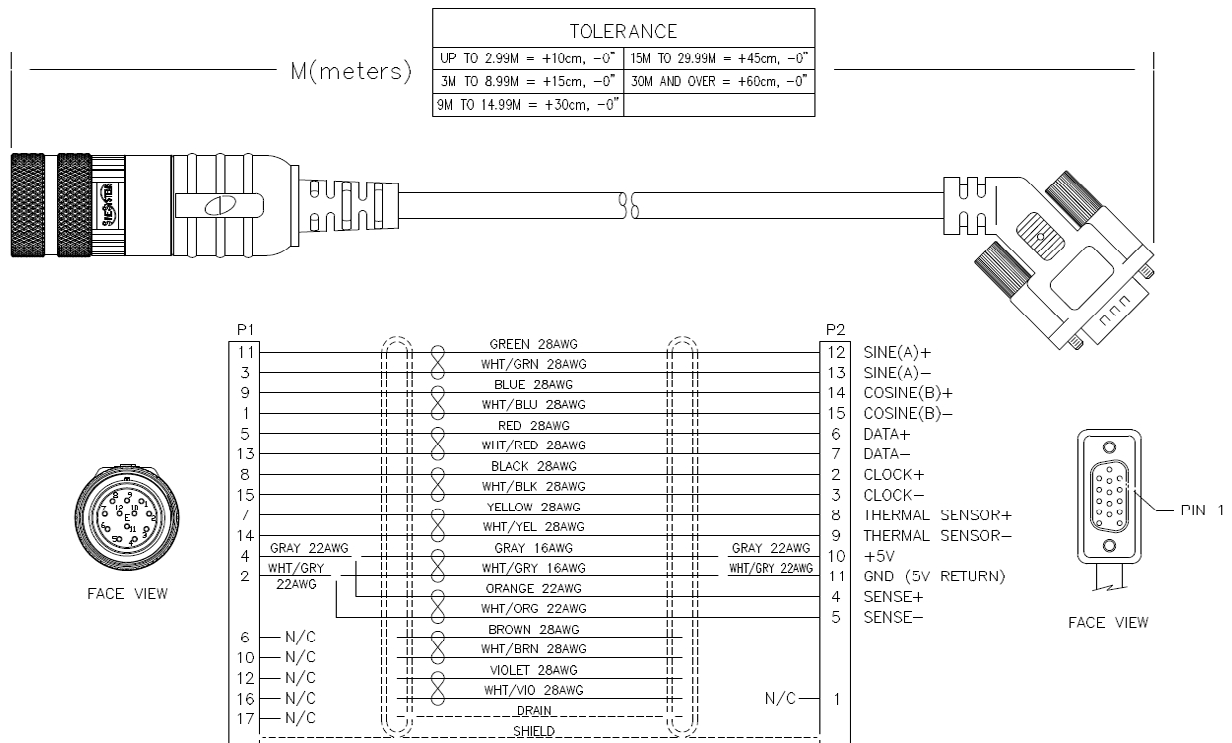 TOLERANCE
UP TO 2.99M = +10cm, -0" 15M TO 29.99M = +45cm, -0"
3M TO 8.99M = +15cm, -0" 30M AND OVER = +60cm, -0"
9M TO 14.99M = +30cm, -0"
M(meters)
P1 P2
11 GREEN 28AWG 12 SINE(A)+
3 WHT/GRN 28AWG 13 SINE(A)-
9 BLUE 28AWG 14 COSINE(B)+
1 WHT/BLU 28AWG 15 COSINE(B)-
5 RED 28AWG 6 DATA+
13 WHT/RED 28AWG 7 DATA-
8 BLACK 28AWG 2 CLOCK+
15 WHT/BLK 28AWG 3 CLOCK-
7 YELLOW 28AWG 8 THERMAL SENSOR+
14 WHT/YEL 28AWG 9 THERMAL SENSOR-
4 GRAY 22AWG GRAY 16AWG GRAY 22AWG 10 +5V
2 WHT/GRY 22AWG WHT/GRY 16AWG WHT/GRY 22AWG 11 GND (5V RETURN)
ORANGE 22AWG 4 SENSE+
WHT/ORG 22AWG 5 SENSE-
6 N/C BROWN 28AWG
10 N/C WHT/BRN 28AWG
12 N/C VIOLET 28AWG
16 N/C WHT/VIO 28AWG N/C 1
17 N/C DRAIN
SHIELD
FACE VIEW
PIN 1
FACE VIEW